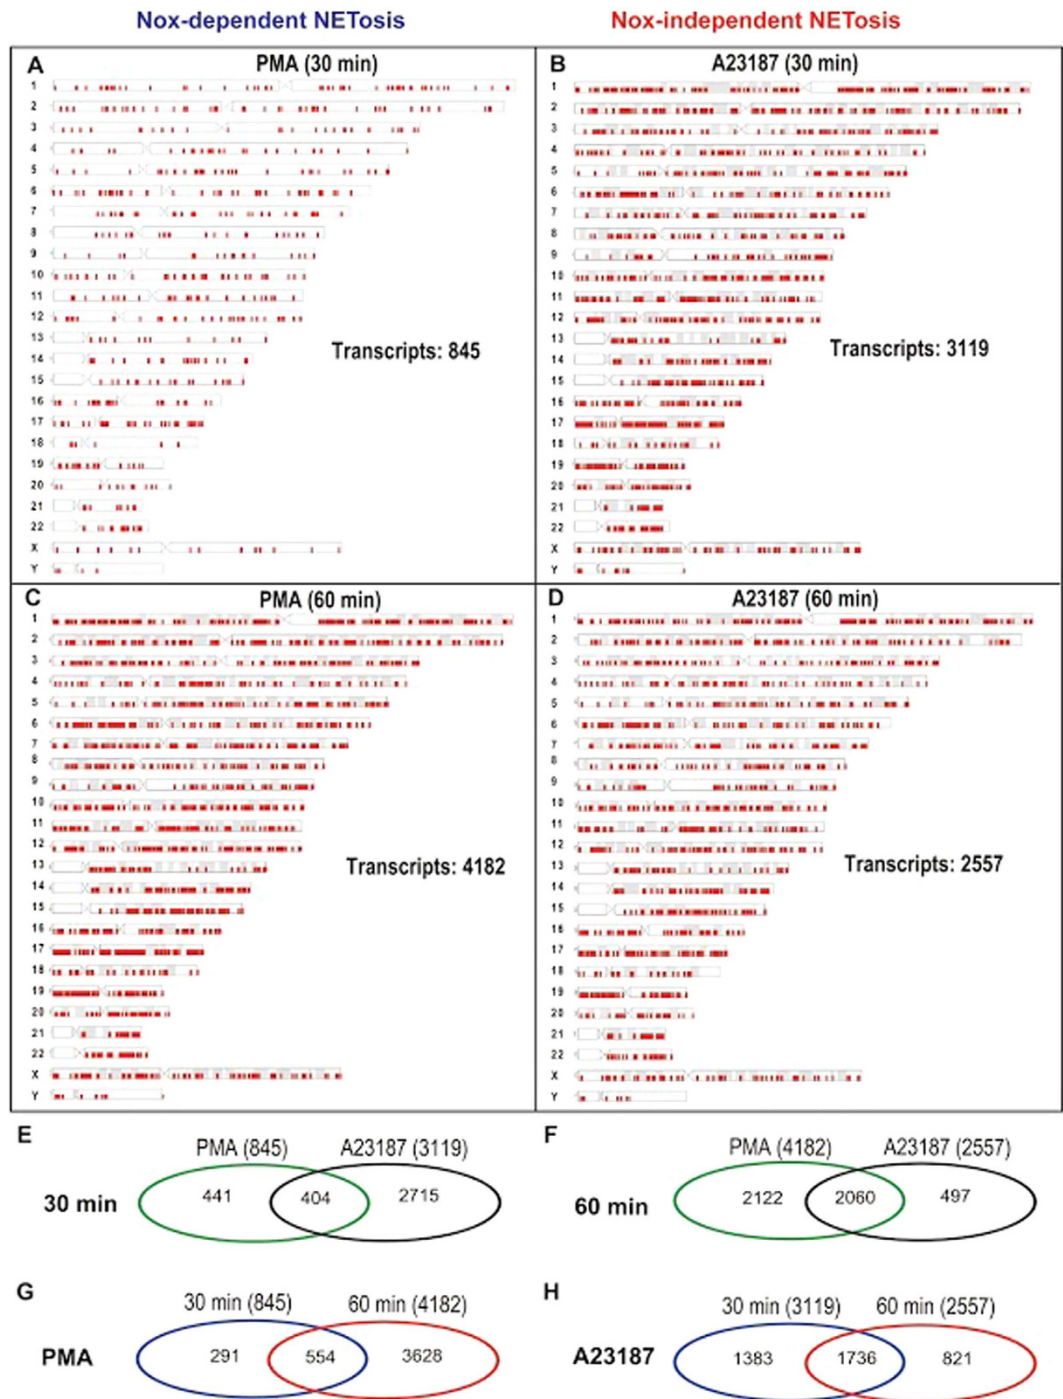 Nox-dependent NETosis
Nox-independent NETosis
A
PMA (30 min)
1
2
3
4
5
6
7
8
9
10
11
12
13
14
15
16
17
18
19
20
21
22
X
Y
Transcripts: 845
B
A23187 (30 min)
1
2
3
4
5
6
7
8
9
10
11
12
13
14
15
16
17
18
19
20
21
22
X
Y
Transcripts: 3119
C
PMA (60 min)
1
2
3
4
5
6
7
8
9
10
11
12
13
14
15
16
17
18
19
20
21
22
X
Y
Transcripts: 4182
D
A23187 (60 min)
1
2
3
4
5
6
7
8
9
10
11
12
13
14
15
16
17
18
19
20
21
22
X
Y
Transcripts: 2557
E
PMA (845) A23187 (3119)
30 min
441 404 2715
F
PMA (4182) A23187 (2557)
60 min
2122 2060 497
G
30 min (845) 60 min (4182)
PMA
291 554 3628
H
30 min (3119) 60 min (2557)
A23187
1383 1736 821